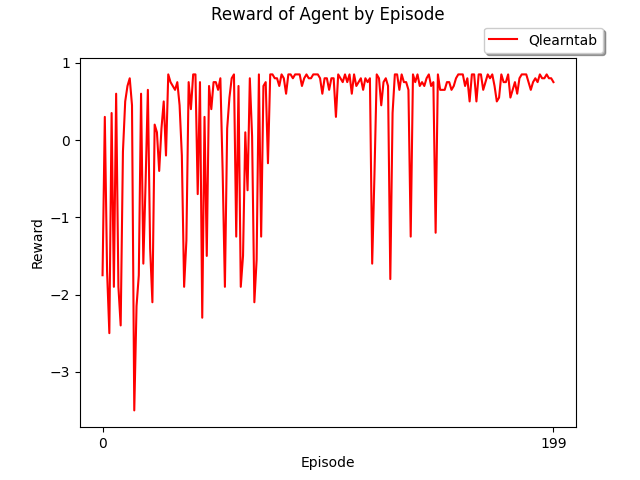 Reward of Agent by Episode
Qlearntab
1
0
−1
−2
−3
Reward
0
199
Episode